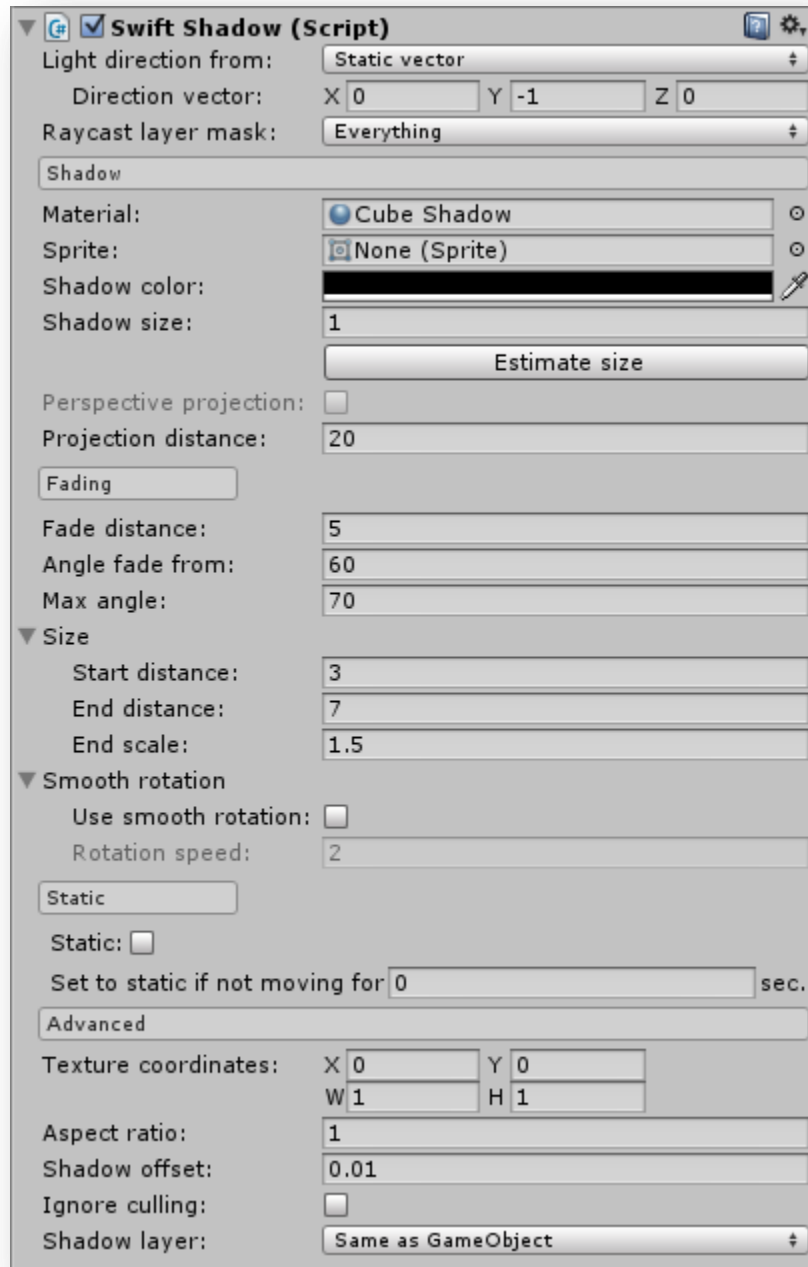 Swift Shadow (Script)
Light direction from: Static vector
Direction vector: X 0 Y -1 Z 0
Raycast layer mask: Everything
Shadow
Material: Cube Shadow
Sprite: None (Sprite)
Shadow color:
Shadow size: 1
Estimate size
Perspective projection:
Projection distance: 20
Fading
Fade distance: 5
Angle fade from: 60
Max angle: 70
Size
Start distance: 3
End distance: 7
End scale: 1.5
Smooth rotation
Use smooth rotation:
Rotation speed: 2
Static
Static:
Set to static if not moving for 0 sec.
Advanced
Texture coordinates: X 0 Y 0
W 1 H 1
Aspect ratio: 1
Shadow offset: 0.01
Ignore culling:
Shadow layer: Same as GameObject